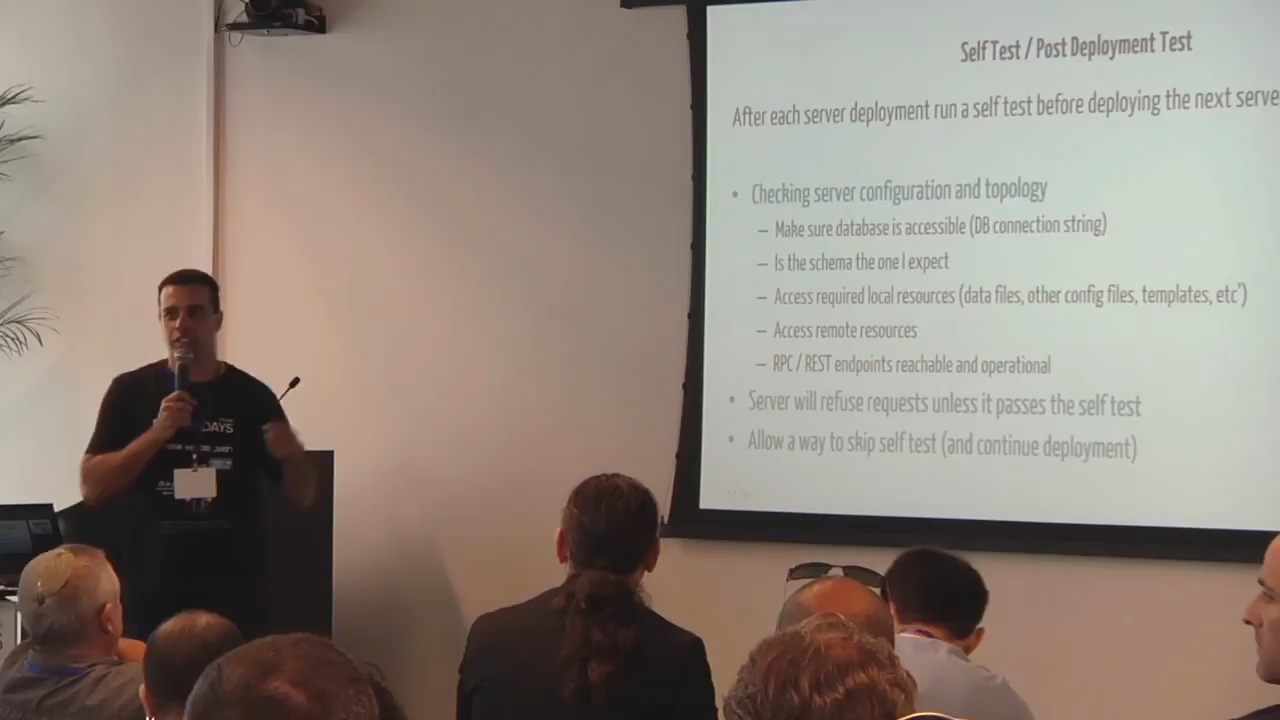 Self Test / Post Deployment Test
After each server deployment run a self test before deploying the next serve
• Checking server configuration and topology
– Make sure database is accessible (DB connection string)
– Is the schema the one I expect
– Access required local resources (data files, other config files, templates, etc')
– Access remote resources
– RPC / REST endpoints reachable and operational
• Server will refuse requests unless it passes the self test
• Allow a way to skip self test (and continue deployment)
DAYS